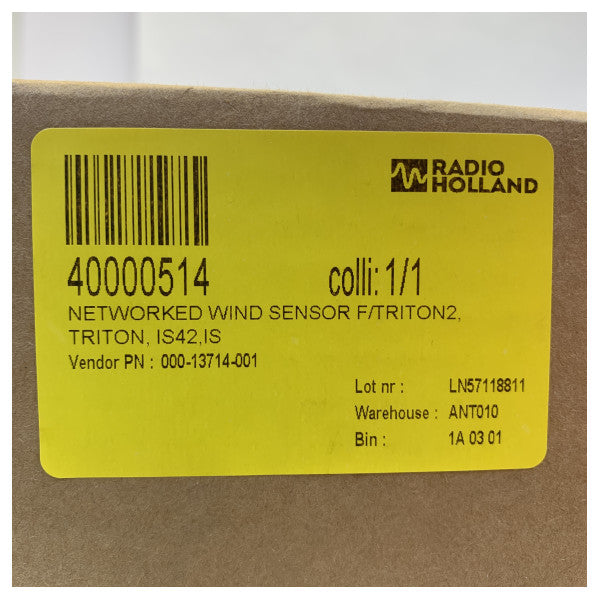 RADIO
HOLLAND
40000514 colli: 1/1
NETWORKED WIND SENSOR F/TRITON2,
TRITON, IS42,IS
Vendor PN : 000-13714-001
Lot nr : LN57118811
Warehouse : ANT010
Bin : 1A 03 01